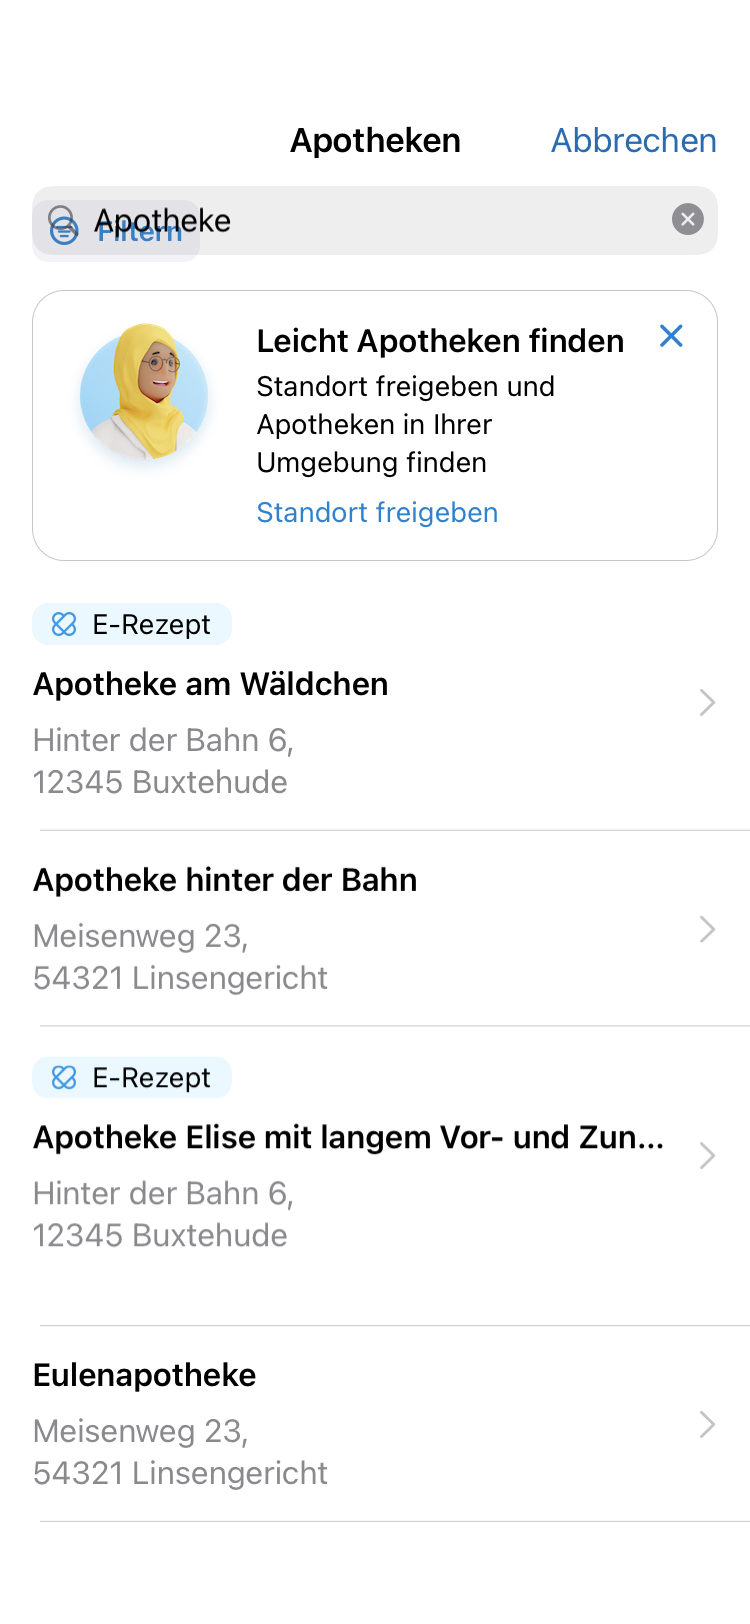 Apotheken
Abbrechen
Apotheke
Filtern
Leicht Apotheken finden
Standort freigeben und
Apotheken in Ihrer
Umgebung finden
Standort freigeben
E-Rezept
Apotheke am Wäldchen
Hinter der Bahn 6,
12345 Buxtehude
Apotheke hinter der Bahn
Meisenweg 23,
54321 Linsengericht
E-Rezept
Apotheke Elise mit langem Vor- und Zun...
Hinter der Bahn 6,
12345 Buxtehude
Eulenapotheke
Meisenweg 23,
54321 Linsengericht